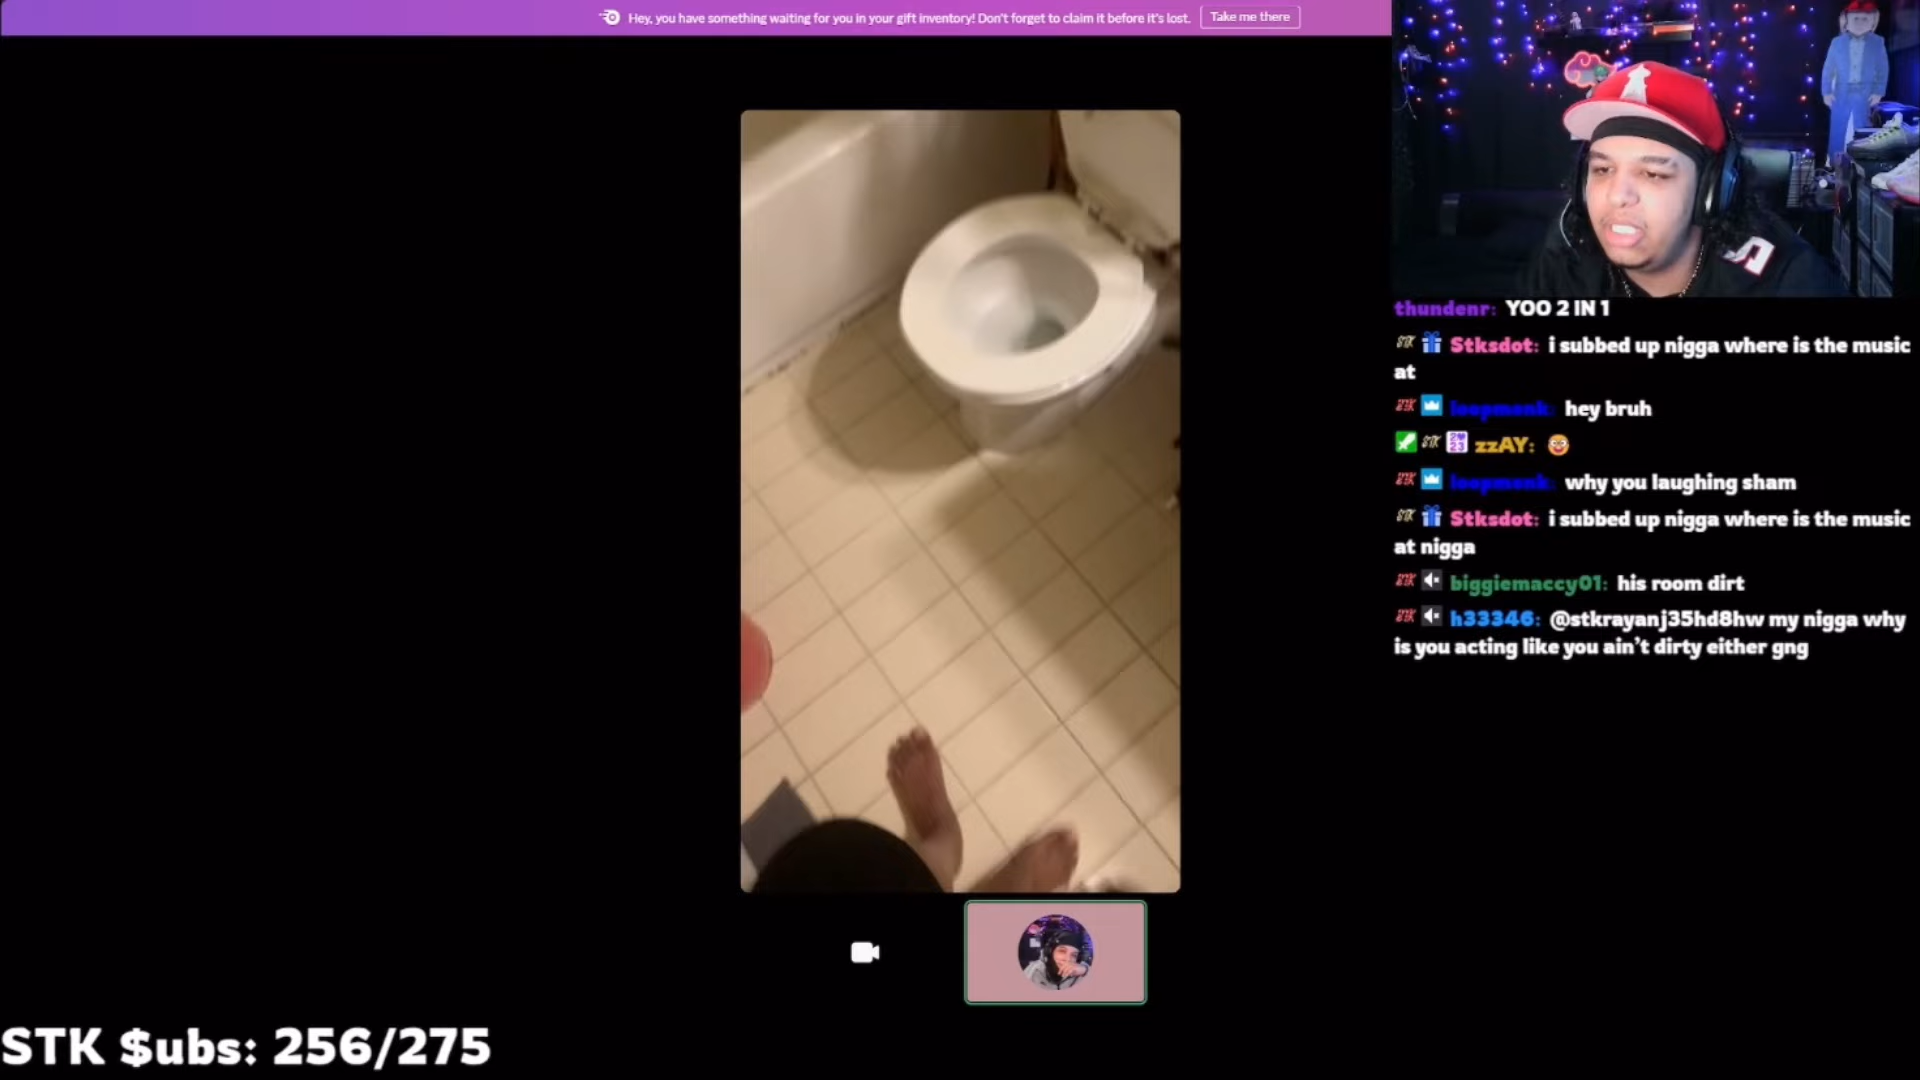 Hey, you have something waiting for you in your gift inventory! Don't forget to claim it before it's lost. Take me there
thundenr: YOO 2 IN 1
Stksdot: i subbed up nigga where is the music
at
loopmonk: hey bruh
zzAY:
loopmonk: why you laughing sham
Stksdot: i subbed up nigga where is the music
at nigga
biggiemaccy01: his room dirt
h33346: @stkrayanj35hd8hw my nigga why
is you acting like you ain't dirty either gng
STK $ubs: 256/275